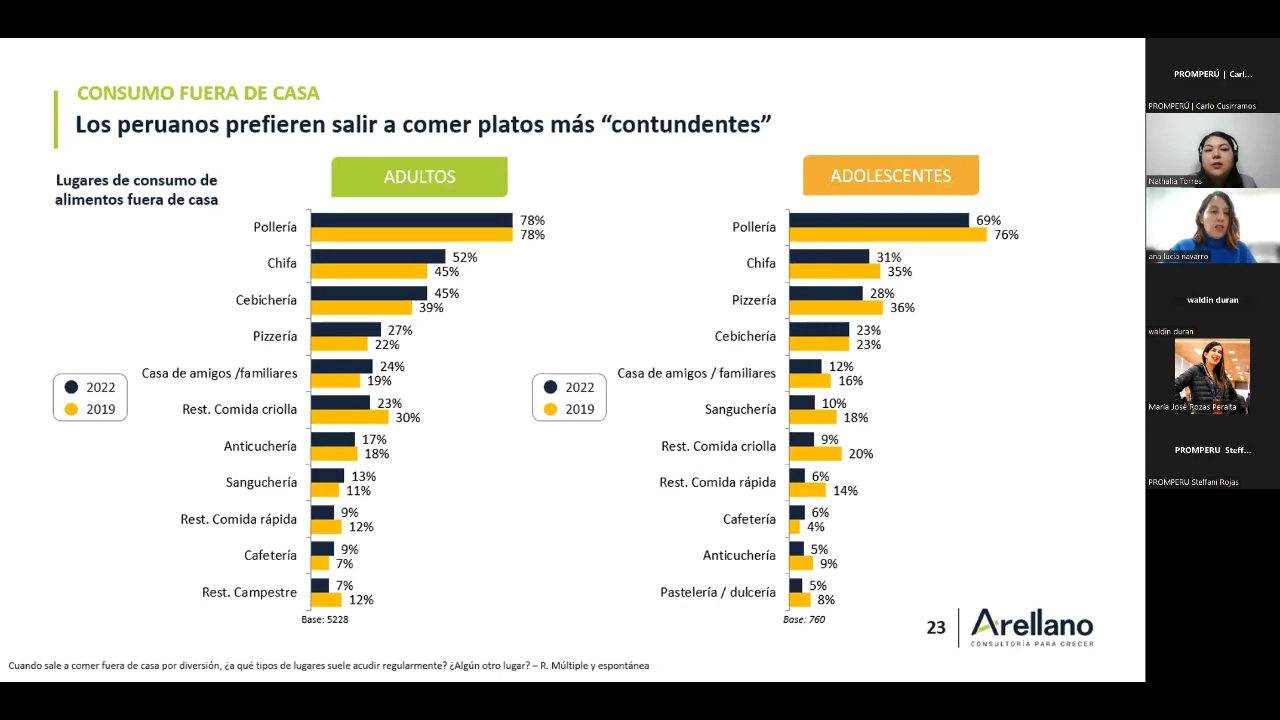 CONSUMO FUERA DE CASA
Los peruanos prefieren salir a comer platos más “contundentes”
Lugares de consumo de
alimentos fuera de casa
ADULTOS
Pollería
78%
78%
Chifa
52%
45%
Cebichería
45%
39%
Pizzería
27%
22%
Casa de amigos /familiares
24%
19%
Rest. Comida criolla
23%
30%
Anticuchería
17%
18%
Sanguchería
13%
11%
Rest. Comida rápida
9%
12%
Cafetería
9%
7%
Rest. Campestre
7%
12%
2022
2019
Base: 5228
ADOLESCENTES
Pollería
69%
76%
Chifa
31%
35%
Pizzería
28%
36%
Cebichería
23%
23%
Casa de amigos / familiares
12%
16%
Sanguchería
10%
18%
Rest. Comida criolla
9%
20%
Rest. Comida rápida
6%
14%
Cafetería
6%
4%
Anticuchería
5%
9%
Pastelería / dulcería
5%
8%
2022
2019
Base: 760
23
Arellano
CONSULTORÍA PARA CRECER
Cuando sale a comer fuera de casa por diversión, ¿a qué tipos de lugares suele acudir regularmente? ¿Algún otro lugar? – R. Múltiple y espontánea
PROMPERÚ | Carl...
PROMPERÚ | Carlo Cusirramos
Nathalia Torres
ana lucia navarro
waldin duran
waldin duran
María José Rozas Peralta
PROMPERU Steff...
PROMPERU Steffani Rojas